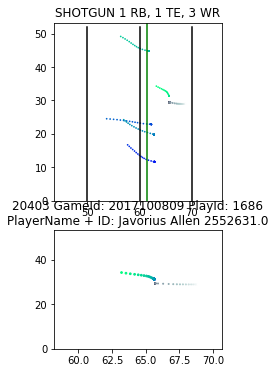 SHOTGUN 1 RB, 1 TE, 3 WR
50
40
30
20
10
0
50 60 70
20403 GameId: 2017100809 PlayId: 1686
PlayerName + ID: Javorius Allen 2552631.0
40
20
0
60.0 62.5 65.0 67.5 70.0